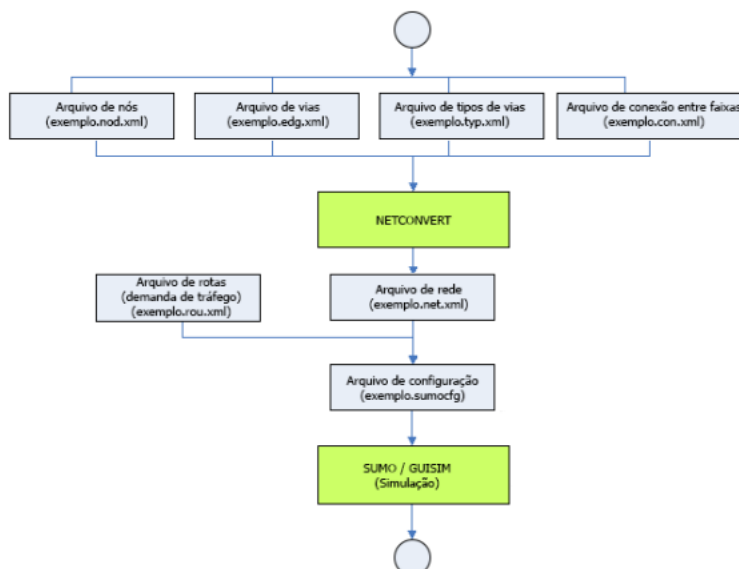 Arquivo de nós
(exemplo.nod.xml)
Arquivo de vias
(exemplo.edg.xml)
Arquivo de tipos de vias
(exemplo.typ.xml)
Arquivo de conexão entre faixas
(exemplo.con.xml)
NETCONVERT
Arquivo de rotas
(demanda de tráfego)
(exemplo.rou.xml)
Arquivo de rede
(exemplo.net.xml)
Arquivo de configuração
(exemplo.sumocfg)
SUMO / GUISIM
(Simulação)